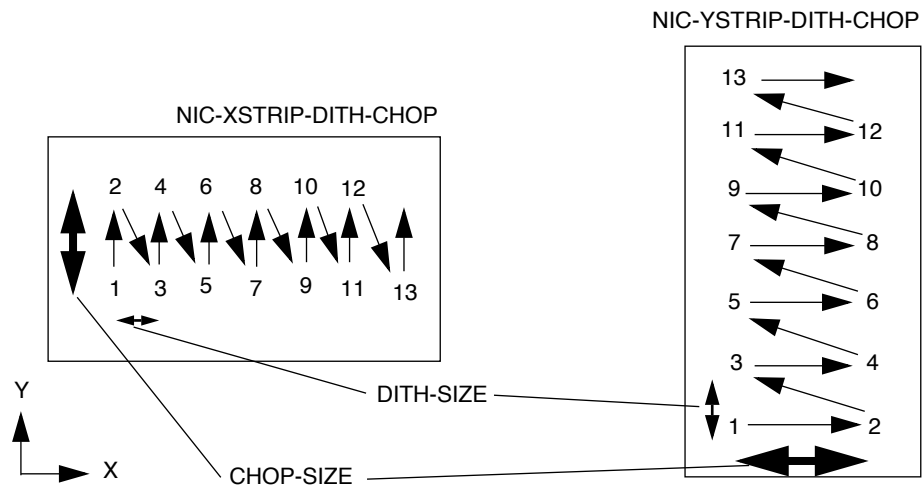 NIC-YSTRIP-DITH-CHOP
13
11 12
NIC-XSTRIP-DITH-CHOP
9 10
2 4 6 8 10 12
7 8
1 3 5 7 9 11 13
5 6
3 4
Y
DITH-SIZE
1 2
X
CHOP-SIZE